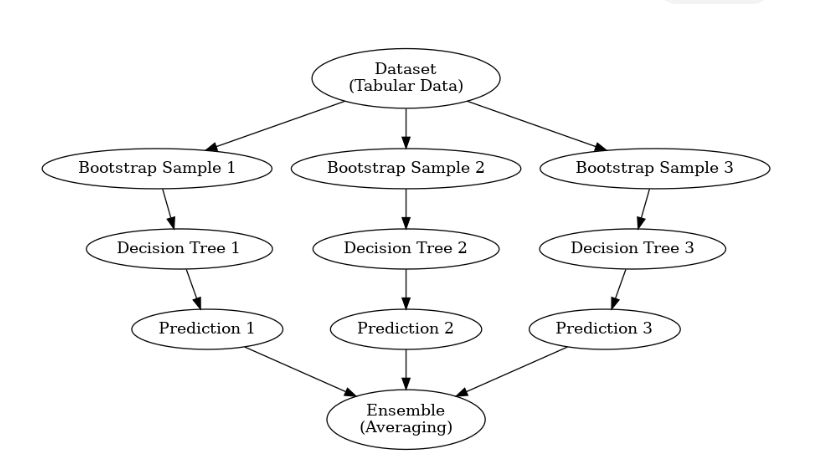 Dataset
(Tabular Data)
Bootstrap Sample 1
Bootstrap Sample 2
Bootstrap Sample 3
Decision Tree 1
Decision Tree 2
Decision Tree 3
Prediction 1
Prediction 2
Prediction 3
Ensemble
(Averaging)